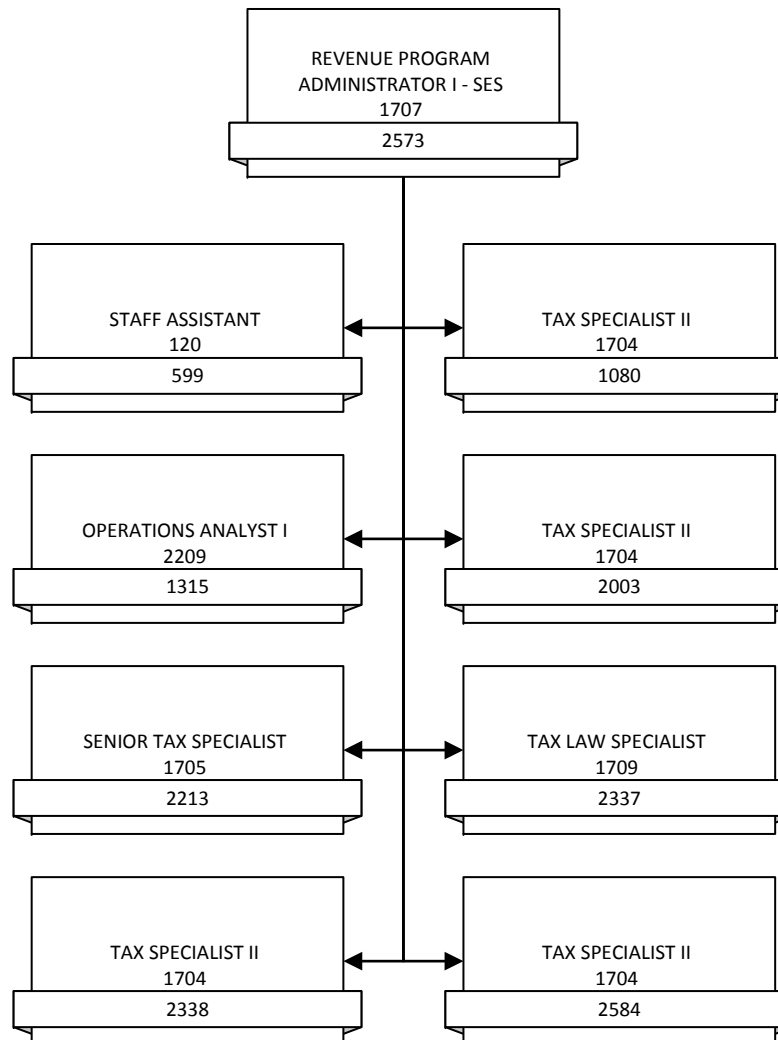 REVENUE PROGRAM
ADMINISTRATOR I - SES
1707
2573
STAFF ASSISTANT
120
599
TAX SPECIALIST II
1704
1080
OPERATIONS ANALYST I
2209
1315
TAX SPECIALIST II
1704
2003
SENIOR TAX SPECIALIST
1705
2213
TAX LAW SPECIALIST
1709
2337
TAX SPECIALIST II
1704
2338
TAX SPECIALIST II
1704
2584